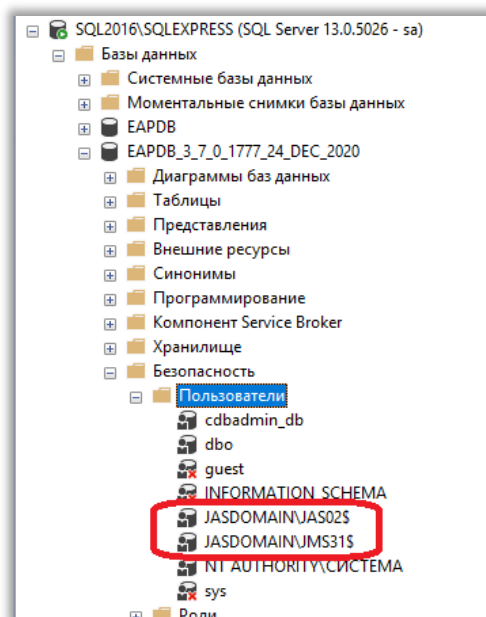 SQL2016\SQLEXPRESS (SQL Server 13.0.5026 - sa)
Базы данных
Системные базы данных
Моментальные снимки базы данных
EAPDB
EAPDB_3_7_0_1777_24_DEC_2020
Диаграммы баз данных
Таблицы
Представления
Внешние ресурсы
Синонимы
Программирование
Компонент Service Broker
Хранилище
Безопасность
Пользователи
cdbadmin_db
dbo
guest
INFORMATION_SCHEMA
JASDOMAIN\JAS02$
JASDOMAIN\JMS31$
NT AUTHORITY\СИСТЕМА
sys
Роли